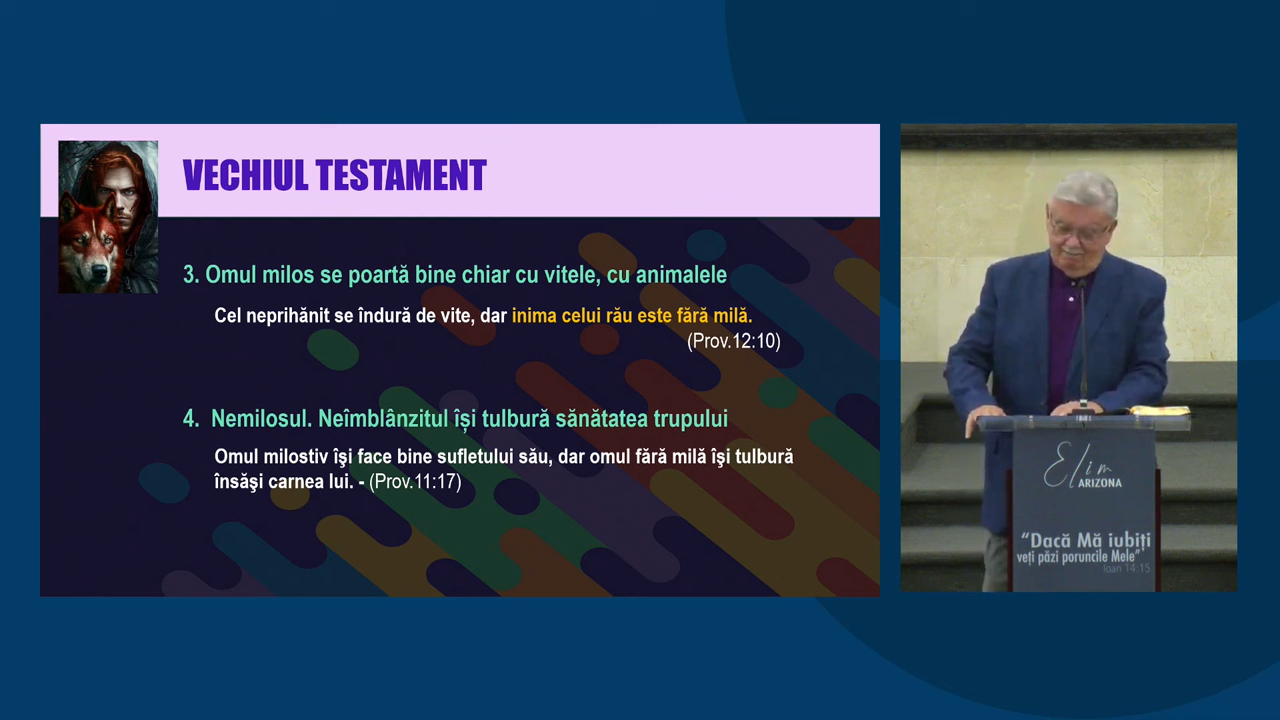 VECHIUL TESTAMENT
3. Omul milos se poartă bine chiar cu vitele, cu animalele
Cel neprihănit se îndură de vite, dar inima celui rău este fără milă.
(Prov.12:10)
4. Nemilosul. Neîmblânzitul își tulbură sănătatea trupului
Omul milostiv îşi face bine sufletului său, dar omul fără milă îşi tulbură
însăşi carnea lui. - (Prov.11:17)
Elim
ARIZONA
“Dacă Mă iubiți
veți păzi poruncile Mele”
Ioan 14:15